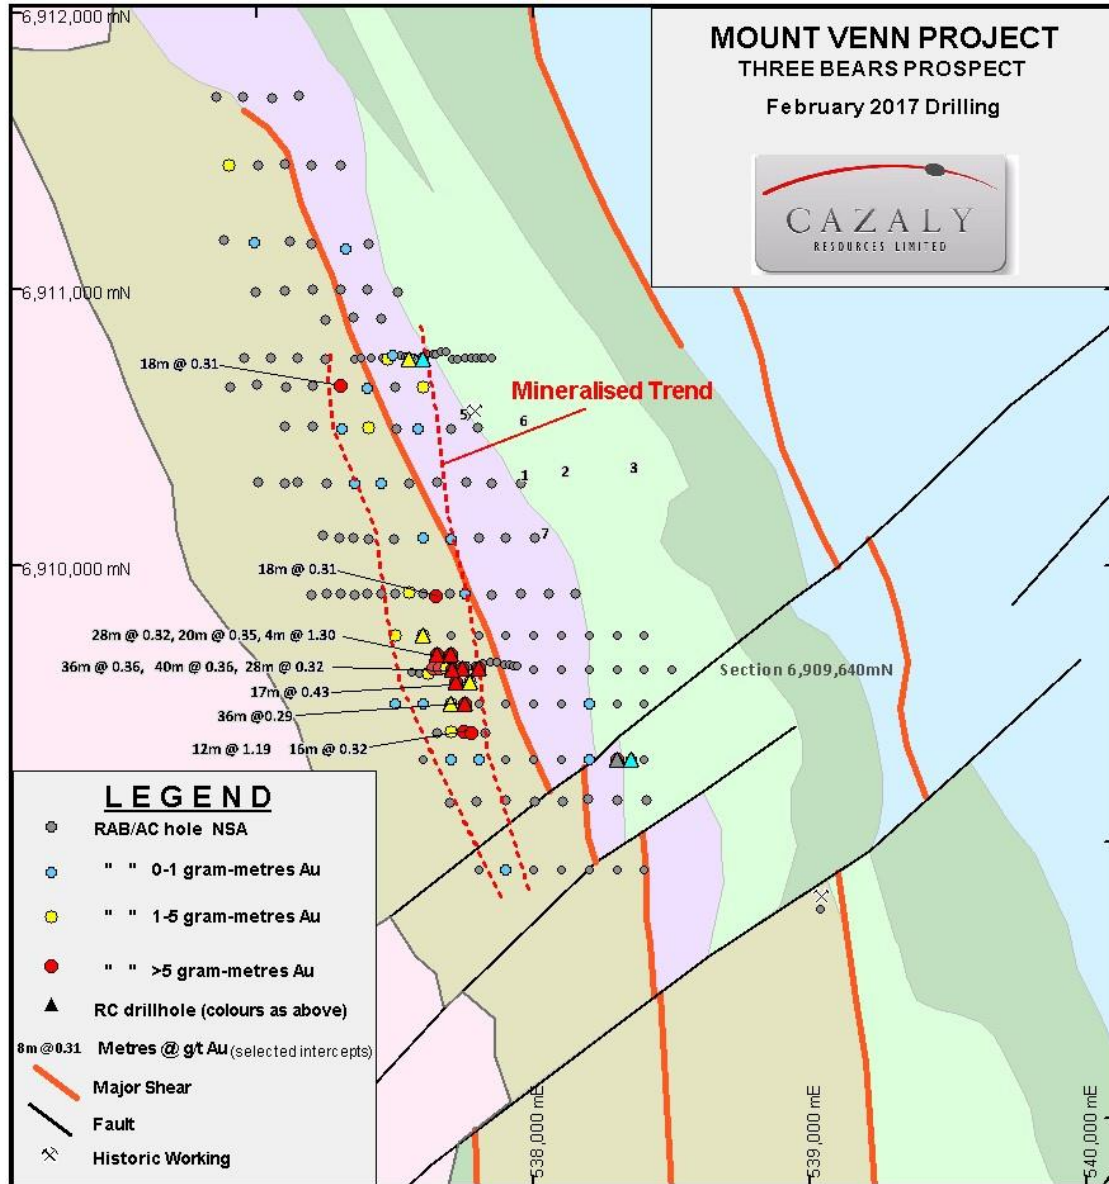 6,912,000 mN
MOUNT VENN PROJECT
THREE BEARS PROSPECT
February 2017 Drilling
CAZALY
RESOURCES LIMITED
6,911,000 mN
18m @ 0.31
Mineralised Trend
5
6
1
2
3
7
6,910,000 mN
18m @ 0.31
28m @ 0.32, 20m @ 0.35, 4m @ 1.30
36m @ 0.36, 40m @ 0.36, 28m @ 0.32
Section 6,909,640mN
17m @ 0.43
36m @0.29
12m @ 1.19 16m @ 0.32
LEGEND
RAB/AC hole NSA
" " 0-1 gram-metres Au
" " 1-5 gram-metres Au
" " >5 gram-metres Au
RC drillhole (colours as above)
8m @0.31 Metres @ g/t Au (selected intercepts)
Major Shear
Fault
Historic Working
538,000 mE
539,000 mE
540,000 mE